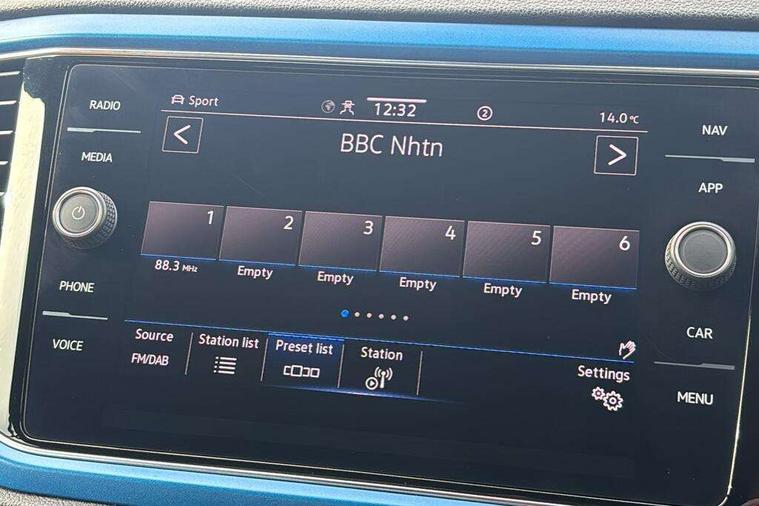 RADIO
MEDIA
PHONE
VOICE
Sport
12:32
2
14.0°C
< BBC Nhtn >
1 2 3 4 5 6
88.3 MHz Empty Empty Empty Empty Empty
Source Station list Preset list Station Settings
FM/DAB
NAV
APP
CAR
MENU